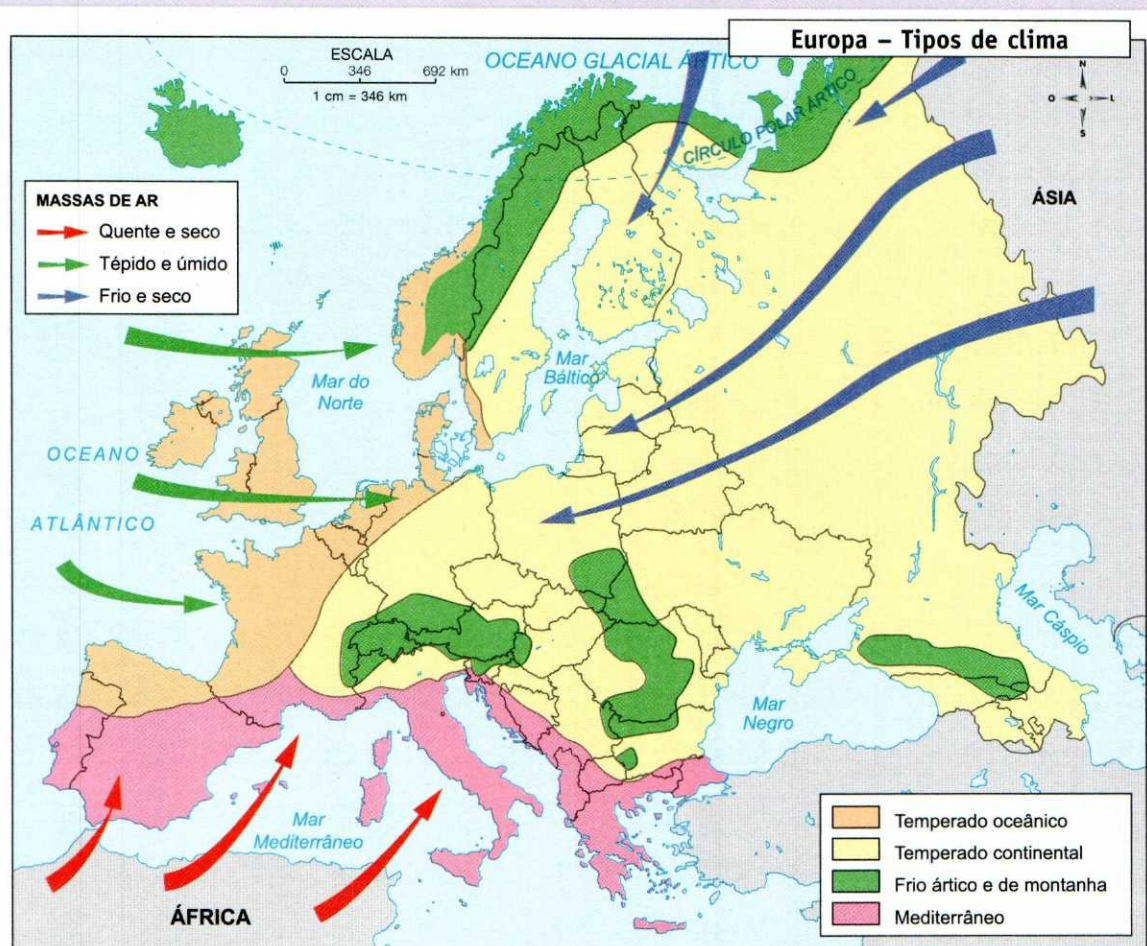 Europa – Tipos de clima
ESCALA
0 346 692 km
1 cm = 346 km
OCEANO GLACIAL ÁRTICO
N
O L
S
CÍRCULO POLAR ÁRTICO
ÁSIA
MASSAS DE AR
Quente e seco
Tépido e úmido
Frio e seco
Mar do
Norte
Mar
Báltico
OCEANO
ATLÂNTICO
Mar Cáspio
Mar
Negro
Mar
Mediterrâneo
ÁFRICA
Temperado oceânico
Temperado continental
Frio ártico e de montanha
Mediterrâneo